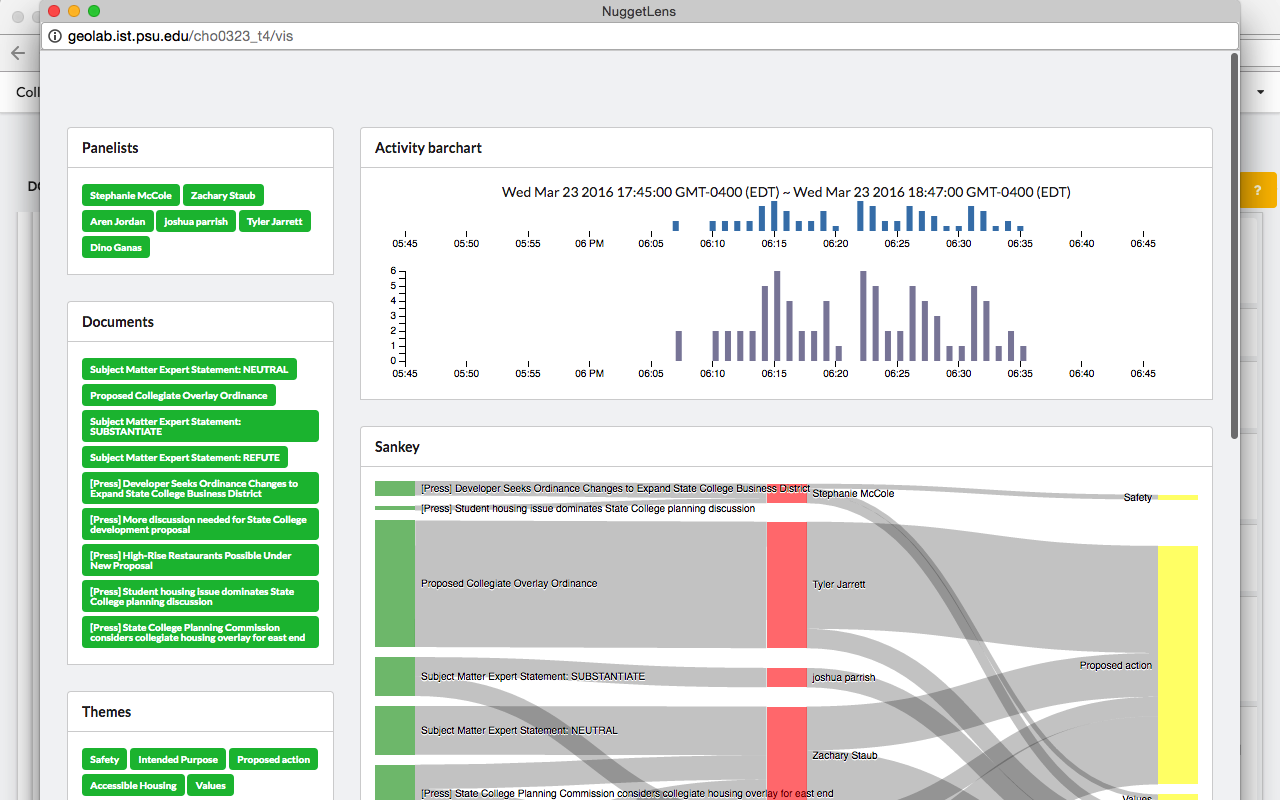 NuggetLens
geolab.ist.psu.edu/cho0323_t4/vis
Coll
Panelists
Stephanie McCole Zachary Staub
Aren Jordan joshua parrish Tyler Jarrett
Dino Ganas
Documents
Subject Matter Expert Statement: NEUTRAL
Proposed Collegiate Overlay Ordinance
Subject Matter Expert Statement:
SUBSTANTIATE
Subject Matter Expert Statement: REFUTE
[Press] Developer Seeks Ordinance Changes to
Expand State College Business District
[Press] More discussion needed for State College
development proposal
[Press] High-Rise Restaurants Possible Under
New Proposal
[Press] Student housing issue dominates State
College planning discussion
[Press] State College Planning Commission
considers collegiate housing overlay for east end
Themes
Safety Intended Purpose Proposed action
Accessible Housing Values
Activity barchart
Wed Mar 23 2016 17:45:00 GMT-0400 (EDT) ~ Wed Mar 23 2016 18:47:00 GMT-0400 (EDT)
05:45 05:50 05:55 06 PM 06:05 06:10 06:15 06:20 06:25 06:30 06:35 06:40 06:45
6
5
4
3
2
1
0
05:45 05:50 05:55 06 PM 06:05 06:10 06:15 06:20 06:25 06:30 06:35 06:40 06:45
Sankey
[Press] Developer Seeks Ordinance Changes to Expand State College Business District
Stephanie McCole
Safety
[Press] Student housing issue dominates State College planning discussion
Proposed Collegiate Overlay Ordinance
Tyler Jarrett
Proposed action
Subject Matter Expert Statement: SUBSTANTIATE
joshua parrish
Subject Matter Expert Statement: NEUTRAL
Zachary Staub
[Press] State College Planning Commission considers collegiate housing overlay for east end
Values
?